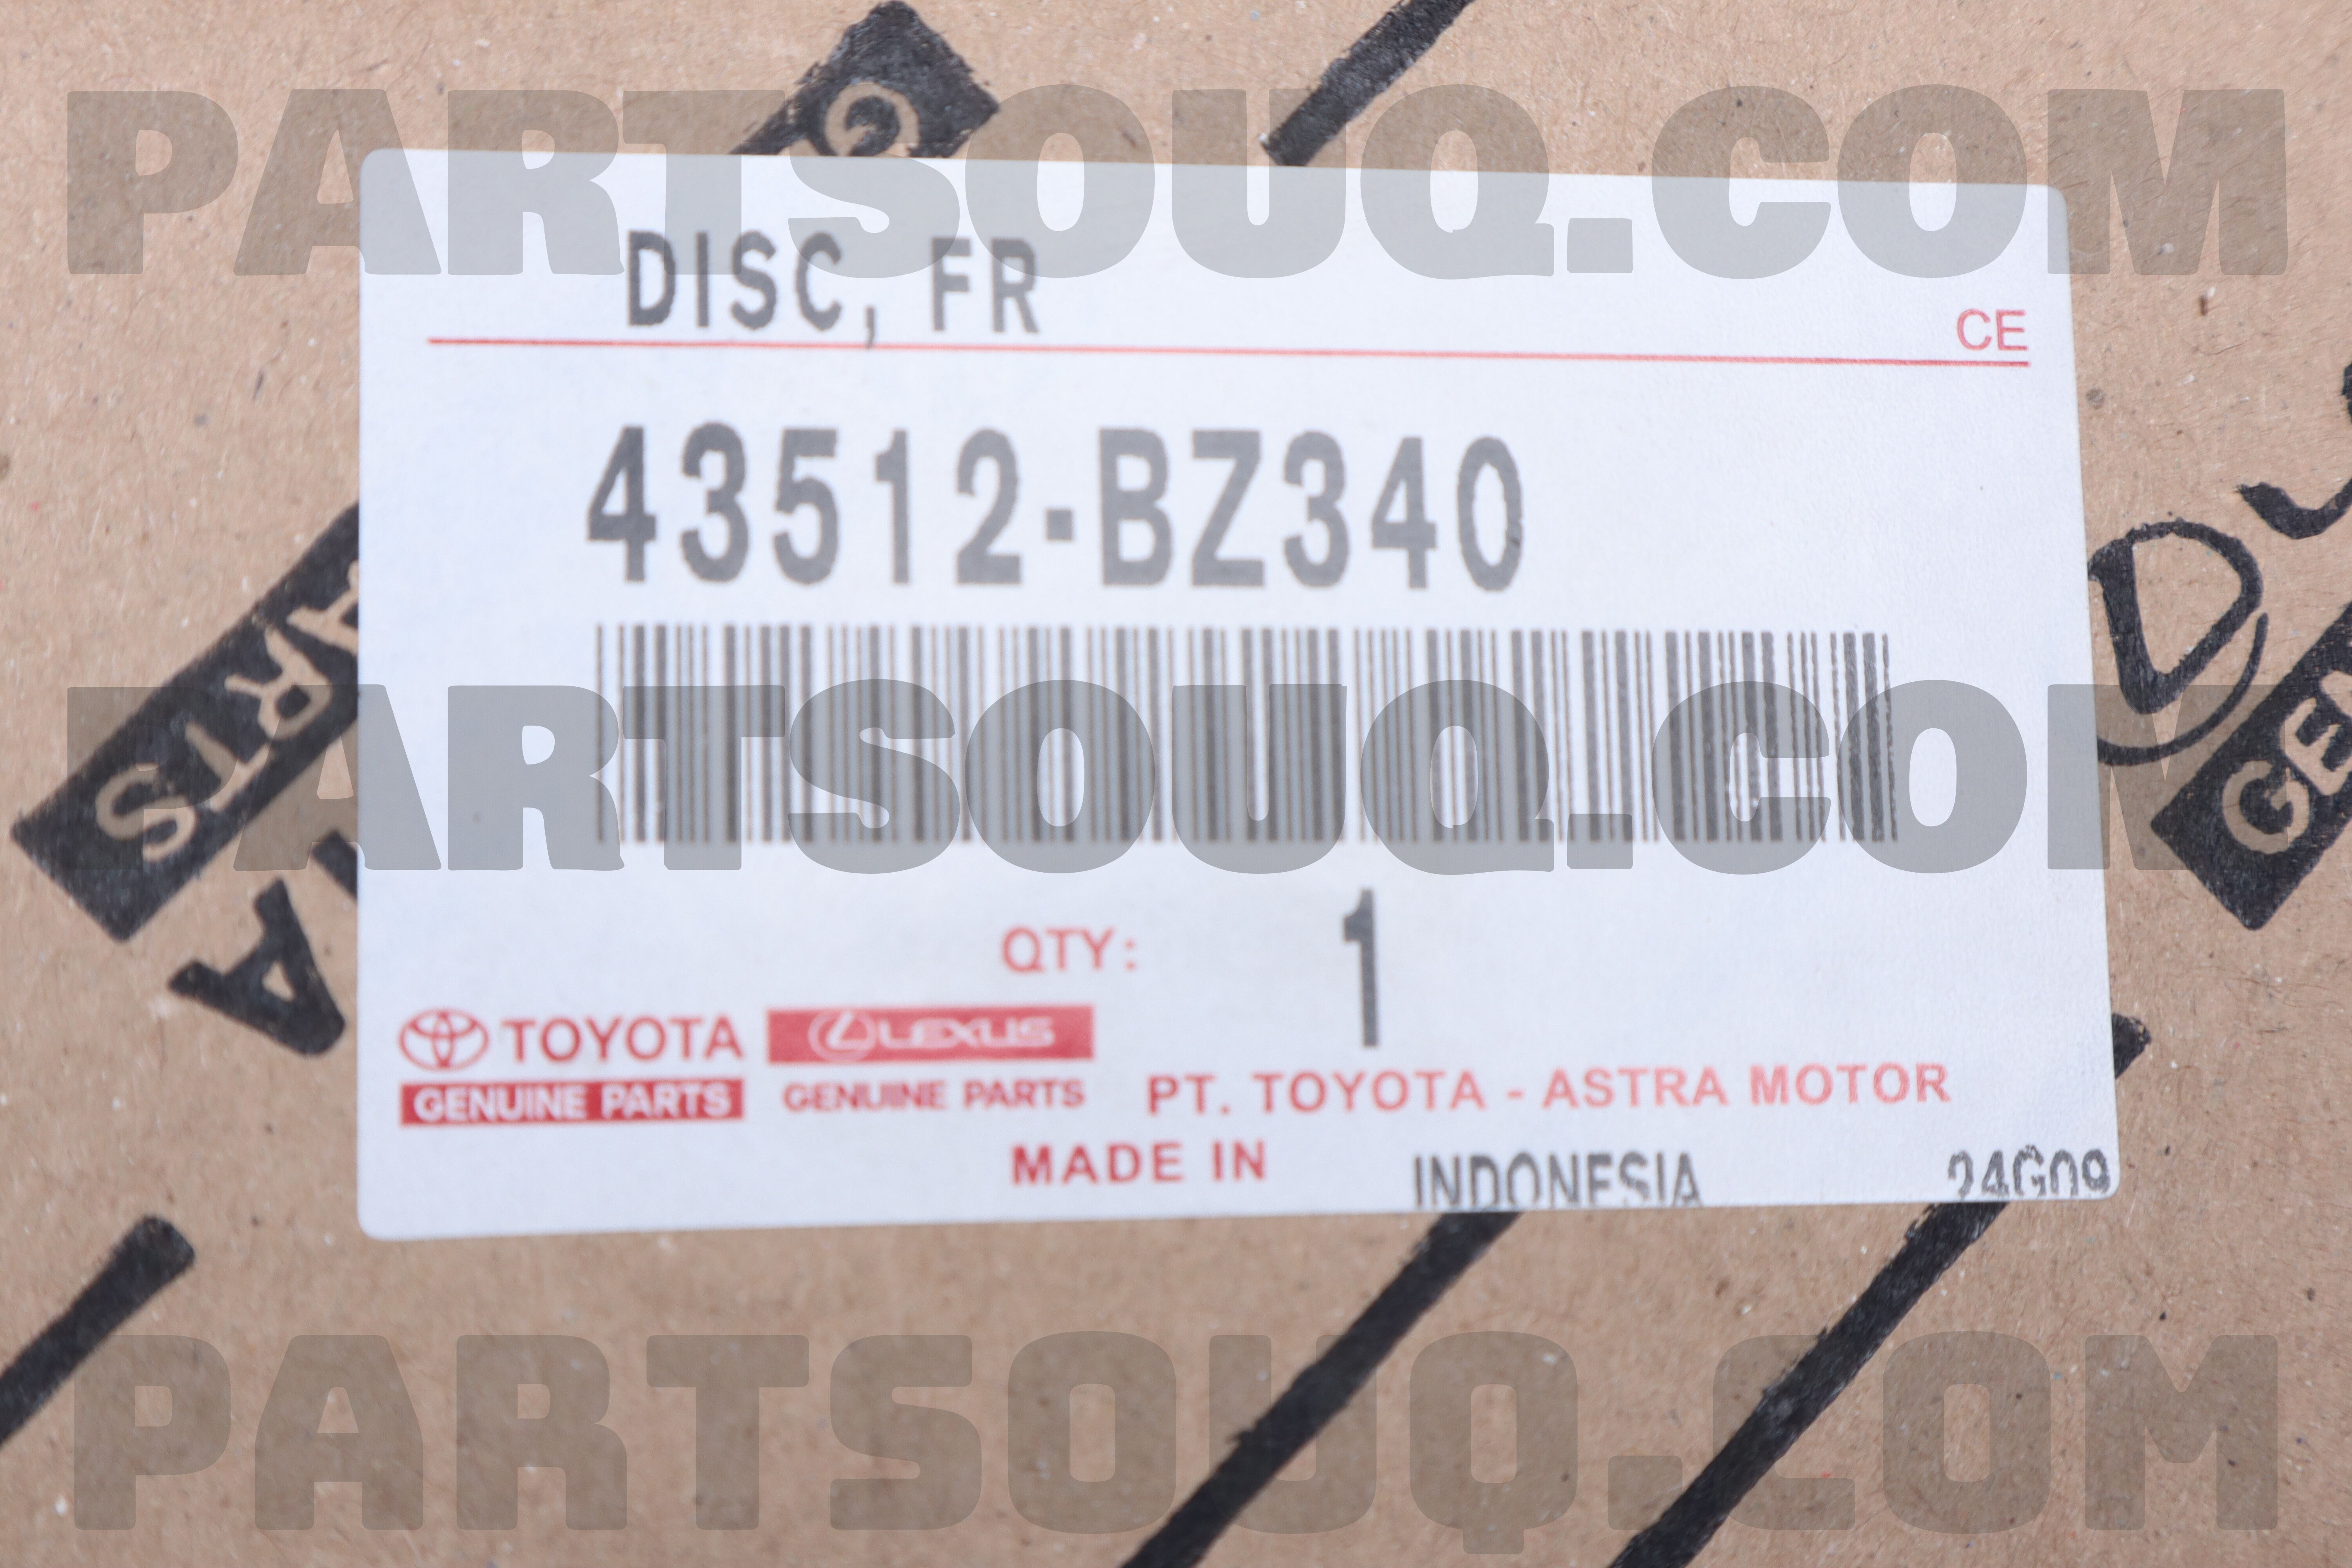 PARTSOUQ.COM
DISC, FR
CE
43512-BZ340
PARTSOUQ.COM
QTY: 1
TOYOTA LEXUS
GENUINE PARTS GENUINE PARTS PT. TOYOTA - ASTRA MOTOR
MADE IN INDONESIA 24G09
PARTSOUQ.COM